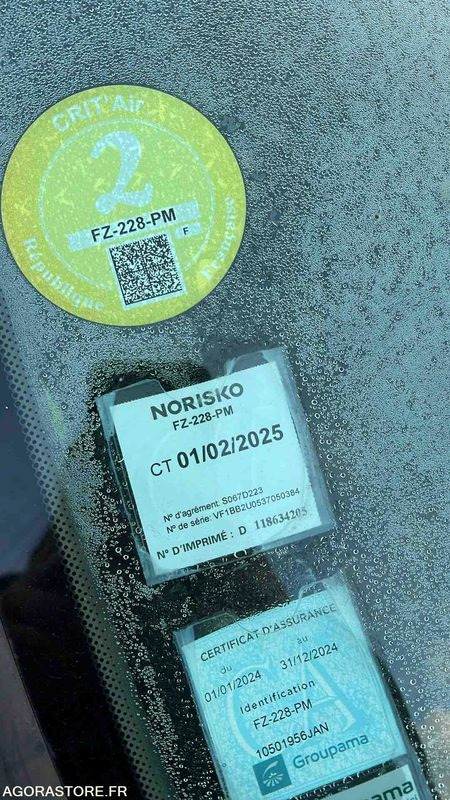 CRIT'Air
2
FZ-228-PM
F
République Française
NORISKO
FZ-228-PM
CT 01/02/2025
N° d'agrément: S067D223
N° de série: VF1BB2U0537050384
N° D'IMPRIMÉ : D 118634205
CERTIFICAT D'ASSURANCE
du au
01/01/2024 31/12/2024
Identification
FZ-228-PM
10501956JAN
Groupama
Groupama
AGORASTORE.FR